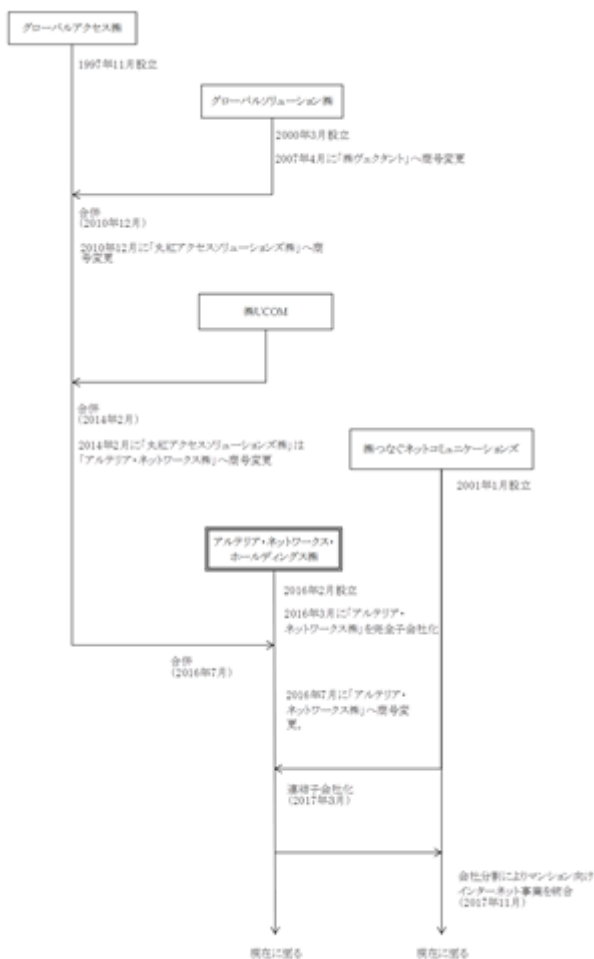 グローバルアクセス㈱
1997年11月設立
グローバルソリューション㈱
2000年3月設立
2007年4月に「㈱ヴェクタント」へ商号変更
合併
(2010年12月)
2010年12月に「丸紅アクセスソリューションズ㈱」へ商
号変更
㈱UCOM
合併
(2014年2月)
2014年2月に「丸紅アクセスソリューションズ㈱」は
「アルテリア・ネットワークス㈱」へ商号変更
㈱つなぐネットコミュニケーションズ
2001年1月設立
アルテリア・ネットワークス・
ホールディングス㈱
2016年2月設立
2016年3月に「アルテリア・
ネットワークス㈱」を完全子会社化
合併
(2016年7月)
2016年7月に「アルテリア・
ネットワークス㈱」へ商号変
更。
連結子会社化
(2017年3月)
会社分割によりマンション向け
インターネット事業を統合
(2017年11月)
現在に至る
現在に至る